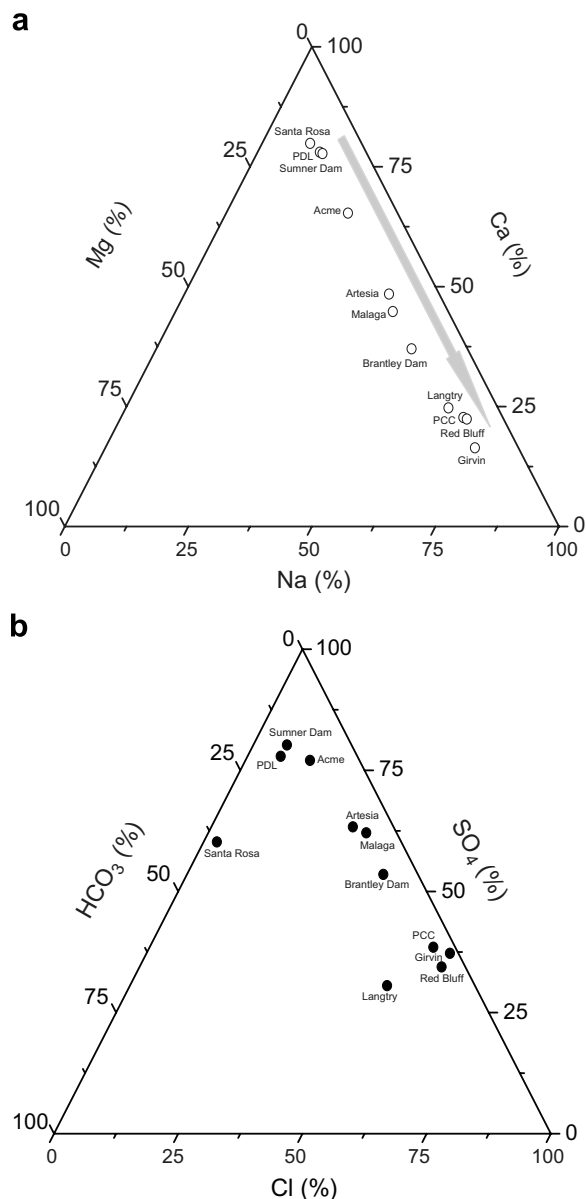 a
0
100
Santa Rosa
25
PDL
75
Sumner Dam
Mg (%)
Acme
Ca (%)
50
50
Artesia
Malaga
Brantley Dam
75
Langtry
25
PCC
Red Bluff
Girvin
100
0
0
25
50
75
100
Na (%)
b
0
100
Sumner Dam
25
PDL
Acme
75
HCO3 (%)
Artesia
SO4 (%)
Malaga
Santa Rosa
50
Brantley Dam
50
PCC
Girvin
Red Bluff
75
Langtry
25
100
0
0
25
50
75
100
Cl (%)